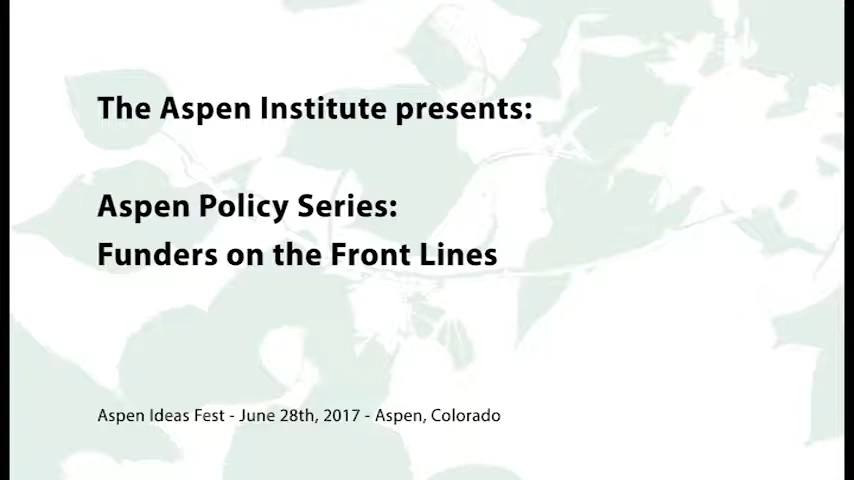 The Aspen Institute presents:
Aspen Policy Series:
Funders on the Front Lines
Aspen Ideas Fest - June 28th, 2017 - Aspen, Colorado